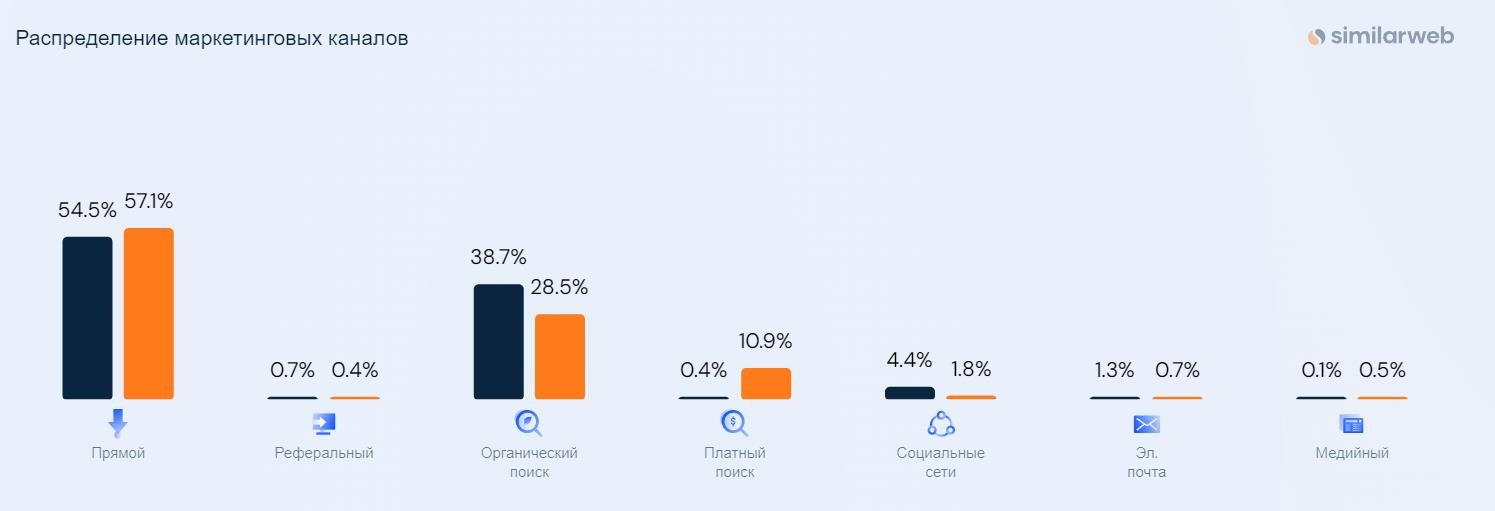 Распределение маркетинговых каналов
similarweb
54.5% 57.1%
0.7% 0.4%
38.7% 28.5%
0.4% 10.9%
4.4% 1.8%
1.3% 0.7%
0.1% 0.5%
$
Прямой
Реферальный
Органический
поиск
Платный
поиск
Социальные
сети
Эл.
почта
Медийный